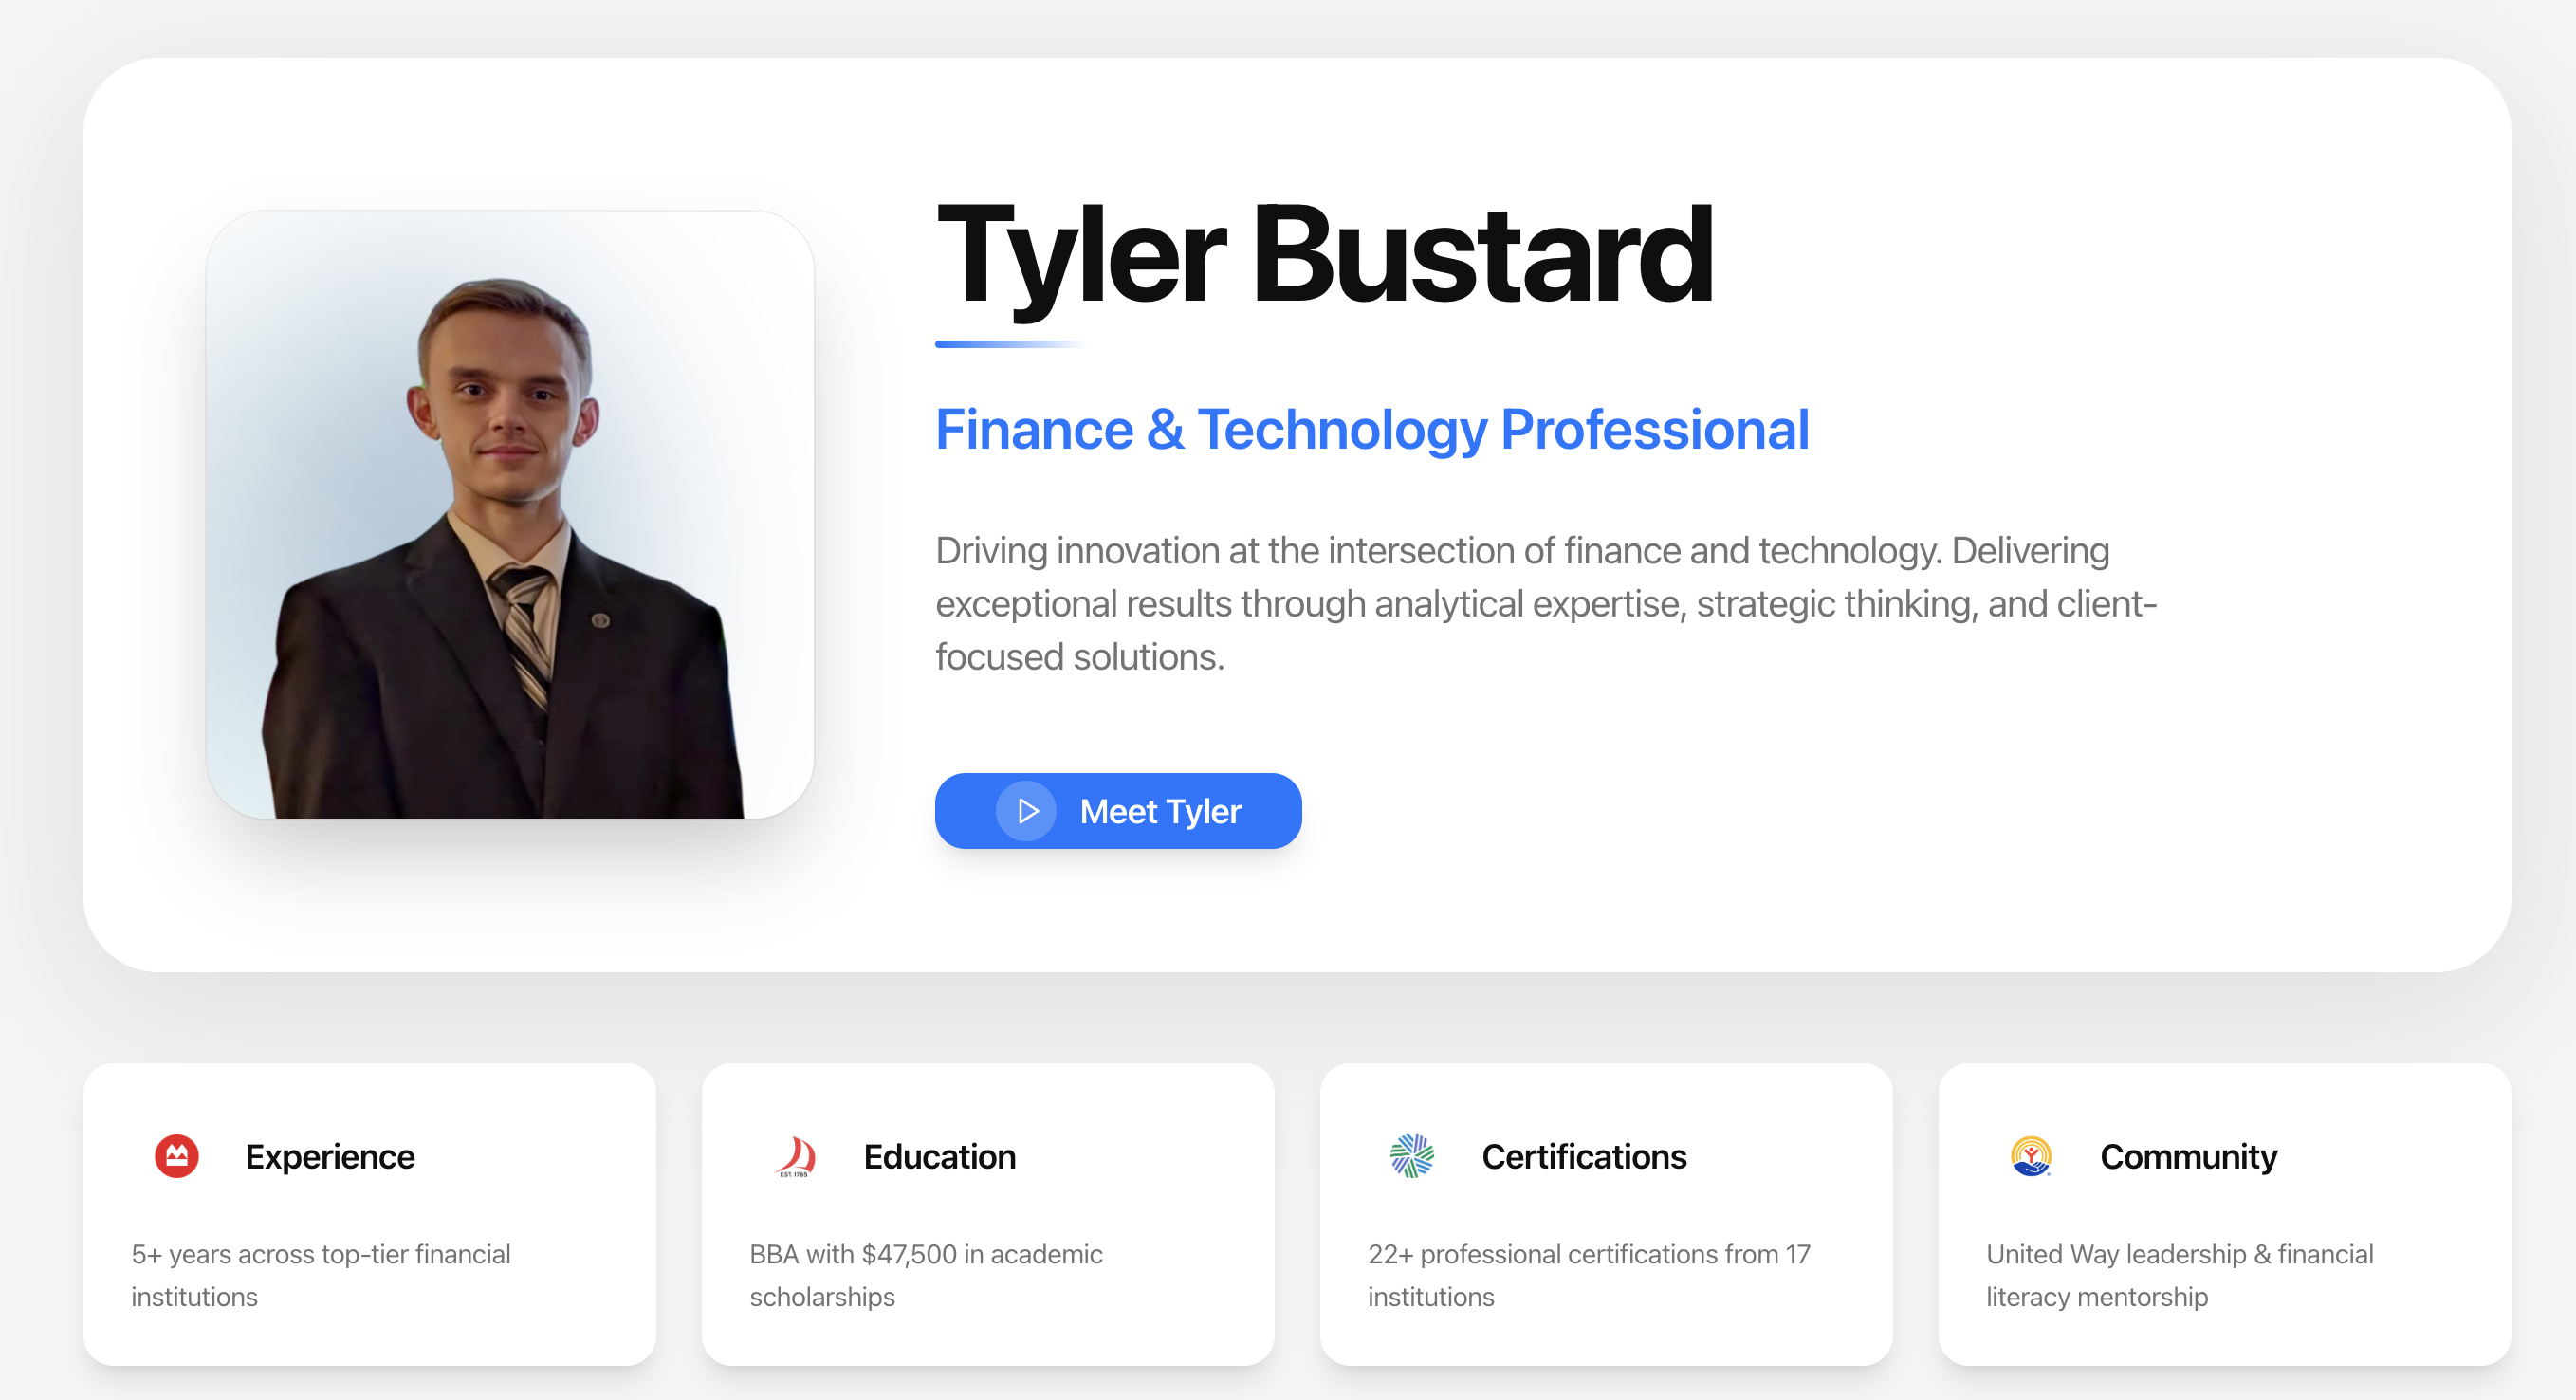 Tyler Bustard
Finance & Technology Professional
Driving innovation at the intersection of finance and technology. Delivering
exceptional results through analytical expertise, strategic thinking, and client-
focused solutions.
Meet Tyler
Experience
5+ years across top-tier financial
institutions
EST. 1785
Education
BBA with $47,500 in academic
scholarships
Certifications
22+ professional certifications from 17
institutions
Community
United Way leadership & financial
literacy mentorship